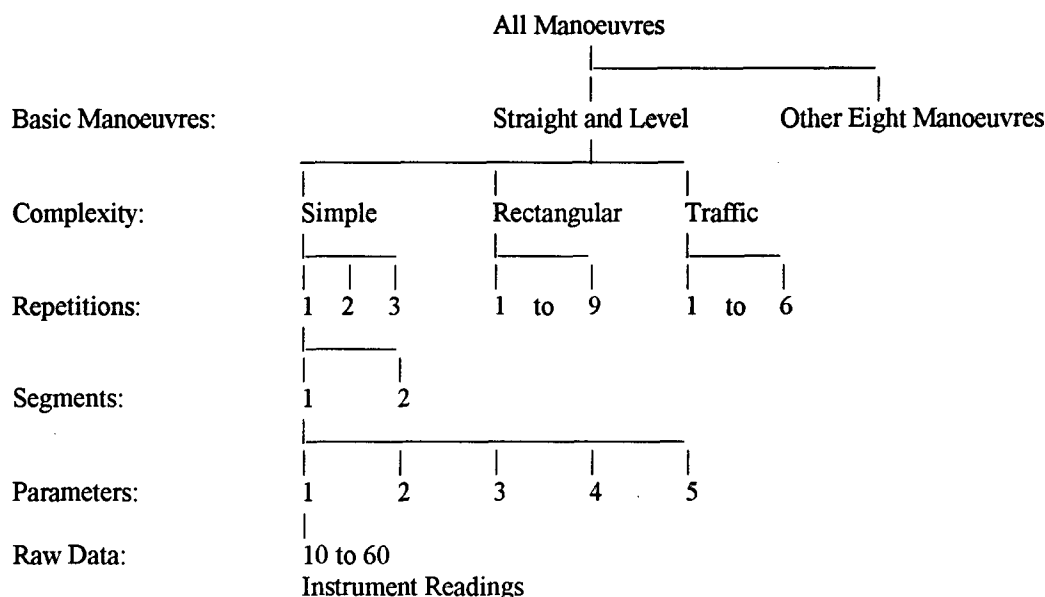 All Manoeuvres
Basic Manoeuvres: Straight and Level Other Eight Manoeuvres
Complexity: Simple Rectangular Traffic
Repetitions: 1 2 3 1 to 9 1 to 6
Segments: 1 2
Parameters: 1 2 3 4 5
Raw Data: 10 to 60
Instrument Readings